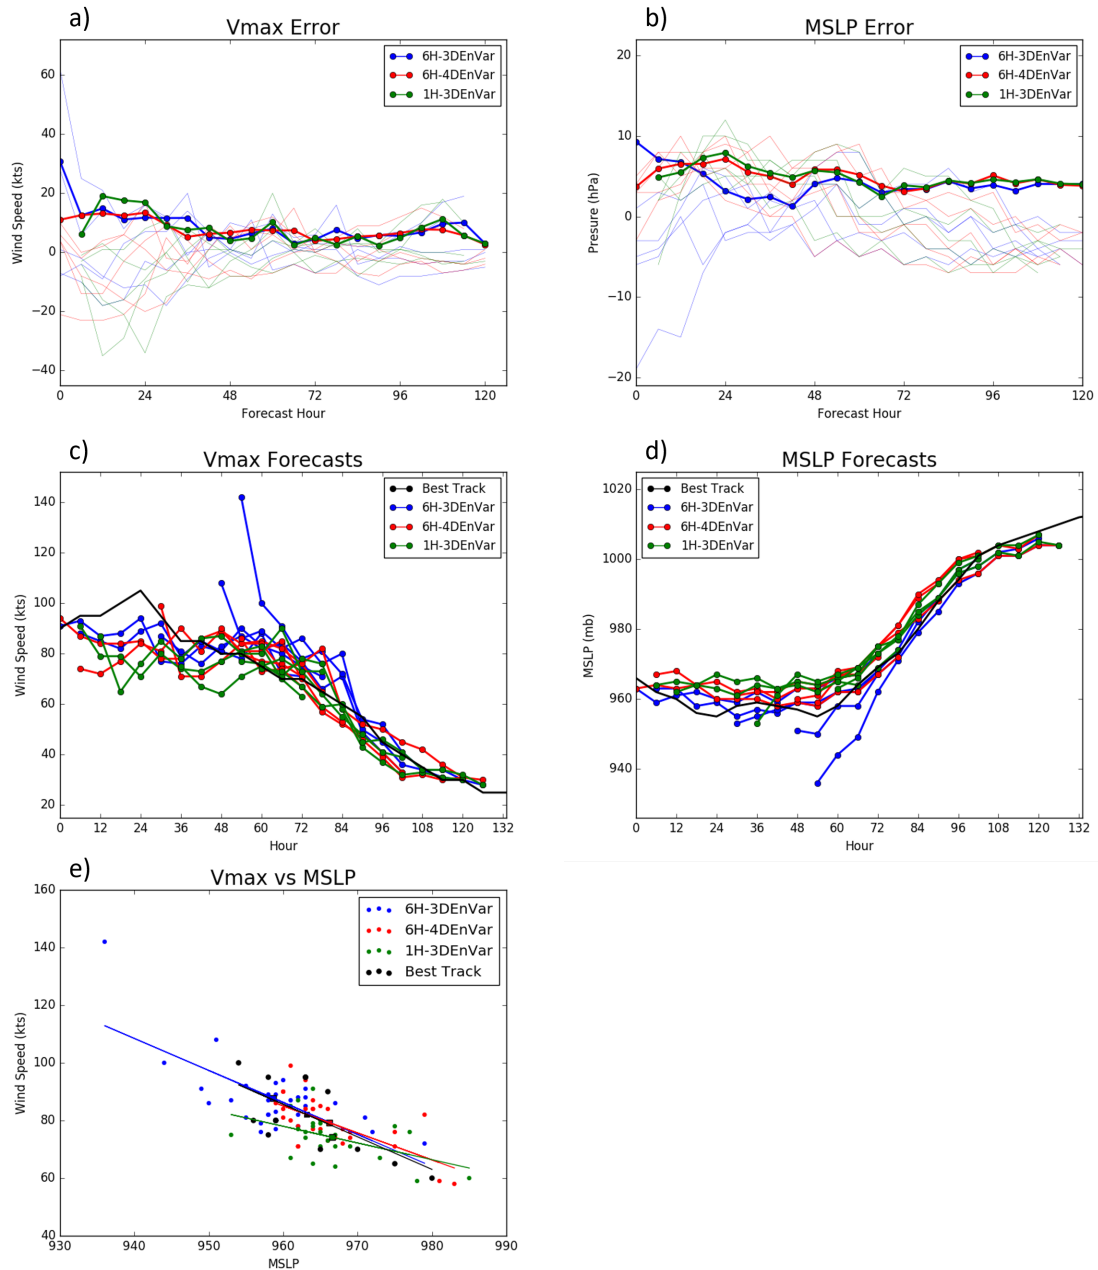 a)
Vmax Error
60
40
20
0
−20
−40
Wind Speed (kts)
6H-3DEnVar
6H-4DEnVar
1H-3DEnVar
0 24 48 72 96 120
Forecast Hour
b)
MSLP Error
20
10
0
−10
−20
Presure (hPa)
6H-3DEnVar
6H-4DEnVar
1H-3DEnVar
0 24 48 72 96 120
Forecast Hour
c)
Vmax Forecasts
140
120
100
80
60
40
20
Wind Speed (kts)
Best Track
6H-3DEnVar
6H-4DEnVar
1H-3DEnVar
0 12 24 36 48 60 72 84 96 108 120 132
Hour
d)
MSLP Forecasts
1020
1000
980
960
940
MSLP (mb)
Best Track
6H-3DEnVar
6H-4DEnVar
1H-3DEnVar
0 12 24 36 48 60 72 84 96 108 120 132
Hour
e)
Vmax vs MSLP
160
140
120
100
80
60
40
Wind Speed (kts)
6H-3DEnVar
6H-4DEnVar
1H-3DEnVar
Best Track
930 940 950 960 970 980 990
MSLP